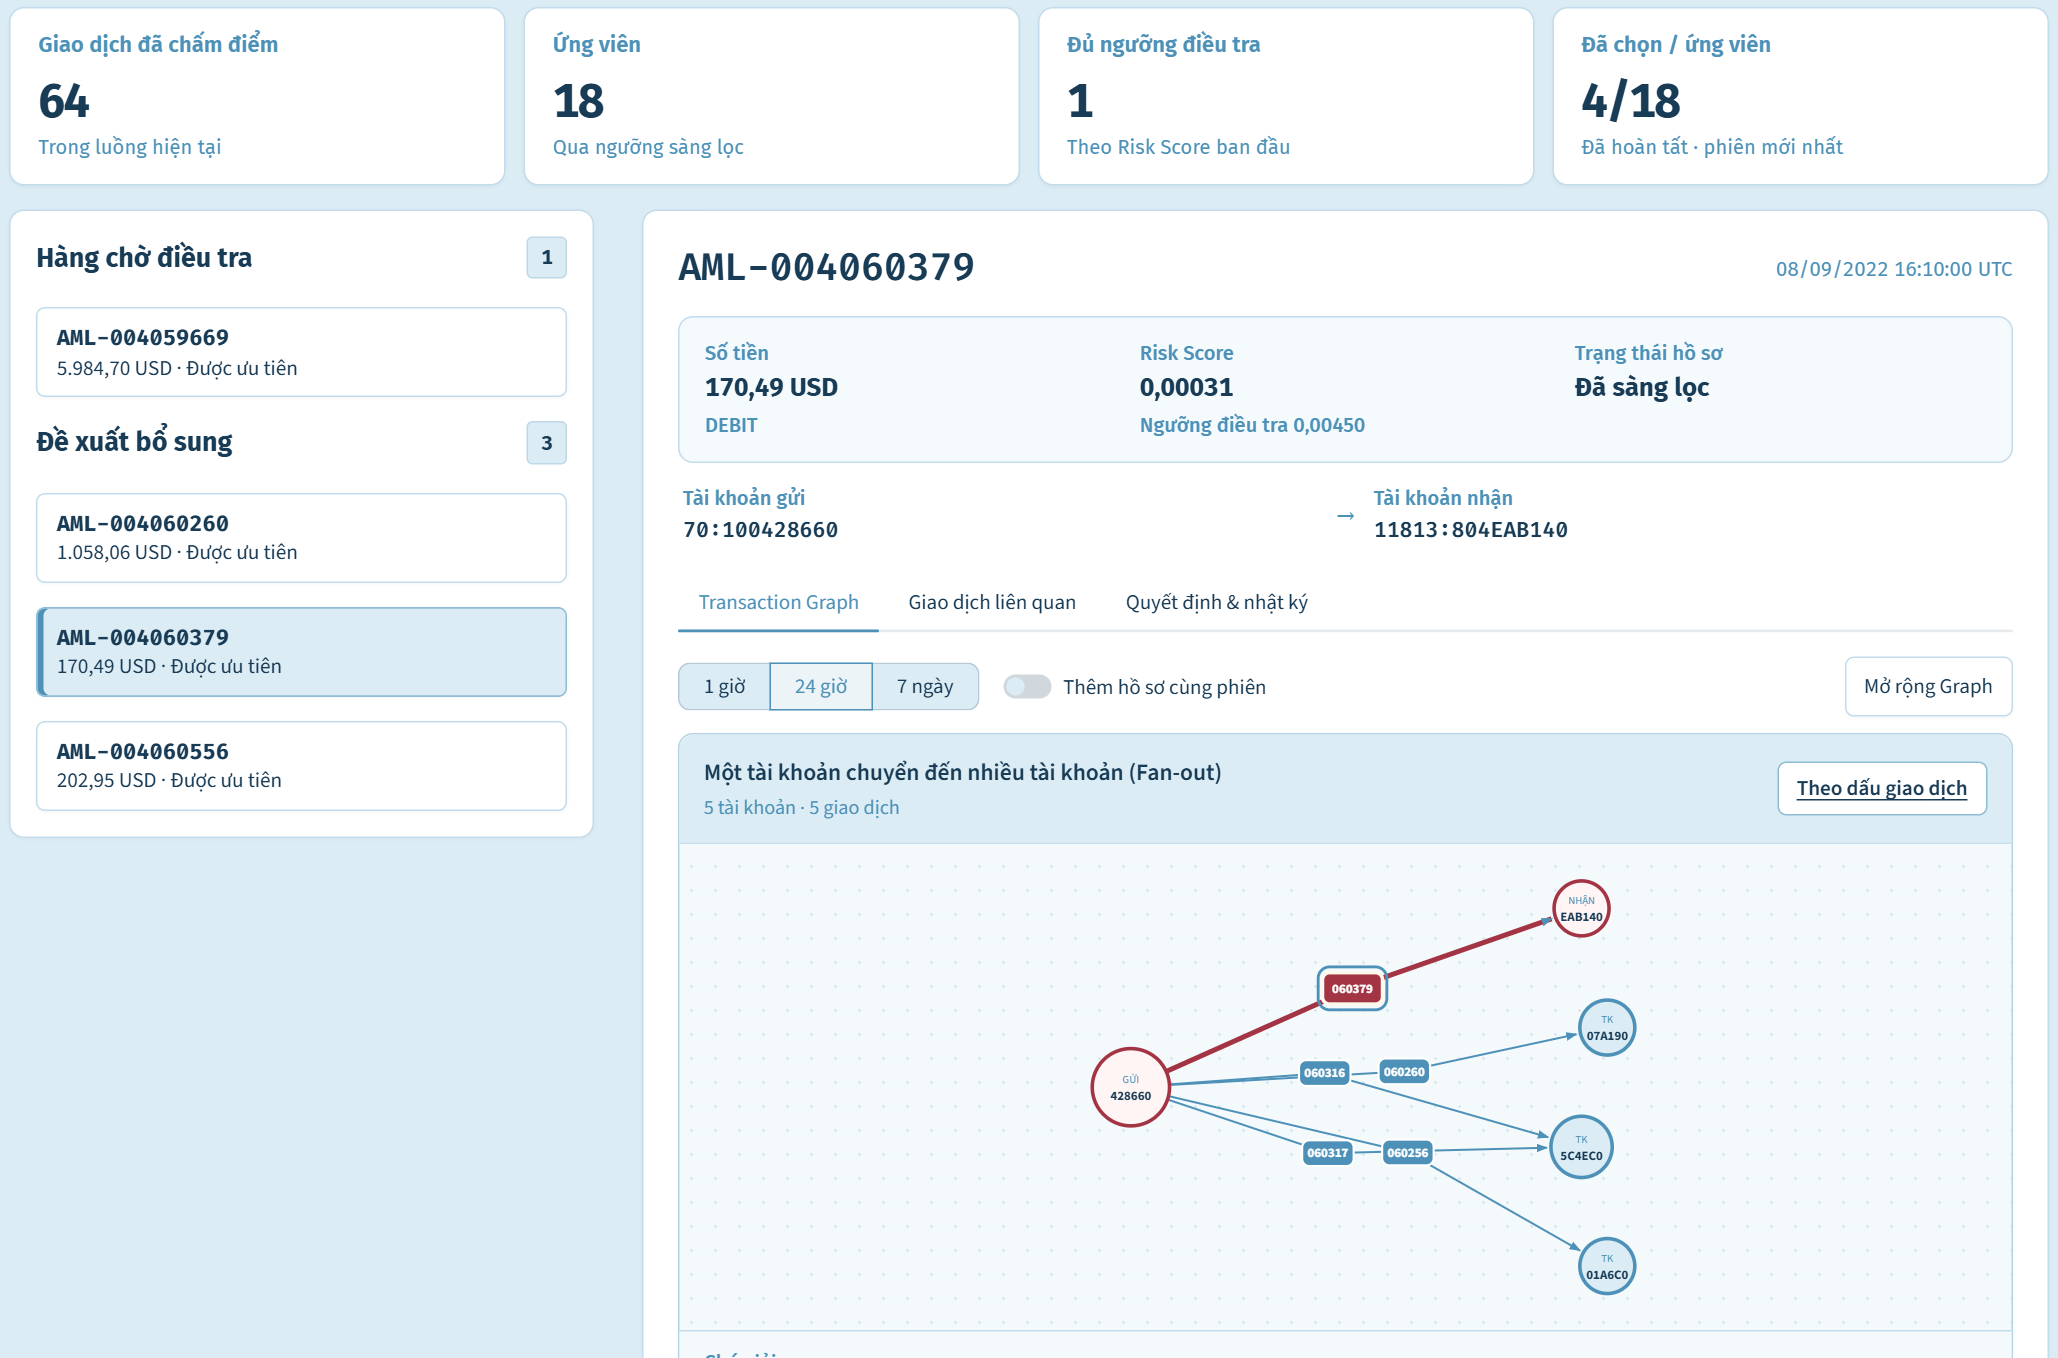 Giao dịch đã chấm điểm
64
Trong luồng hiện tại
Ứng viên
18
Qua ngưỡng sàng lọc
Đủ ngưỡng điều tra
1
Theo Risk Score ban đầu
Đã chọn / ứng viên
4/18
Đã hoàn tất · phiên mới nhất
Hàng chờ điều tra
1
AML-004059669
5.984,70 USD · Được ưu tiên
Đề xuất bổ sung
3
AML-004060260
1.058,06 USD · Được ưu tiên
AML-004060379
170,49 USD · Được ưu tiên
AML-004060556
202,95 USD · Được ưu tiên
AML-004060379
08/09/2022 16:10:00 UTC
Số tiền
170,49 USD
DEBIT
Risk Score
0,00031
Ngưỡng điều tra 0,00450
Trạng thái hồ sơ
Đã sàng lọc
Tài khoản gửi
70:100428660
→
Tài khoản nhận
11813:804EAB140
Transaction Graph
Giao dịch liên quan
Quyết định & nhật ký
1 giờ
24 giờ
7 ngày
Thêm hồ sơ cùng phiên
Mở rộng Graph
Một tài khoản chuyển đến nhiều tài khoản (Fan-out)
5 tài khoản · 5 giao dịch
Theo dấu giao dịch
NHẬN
EAB140
060379
TK
07A190
060316
060260
GỬI
428660
TK
5C4EC0
060317
060256
TK
01A6C0